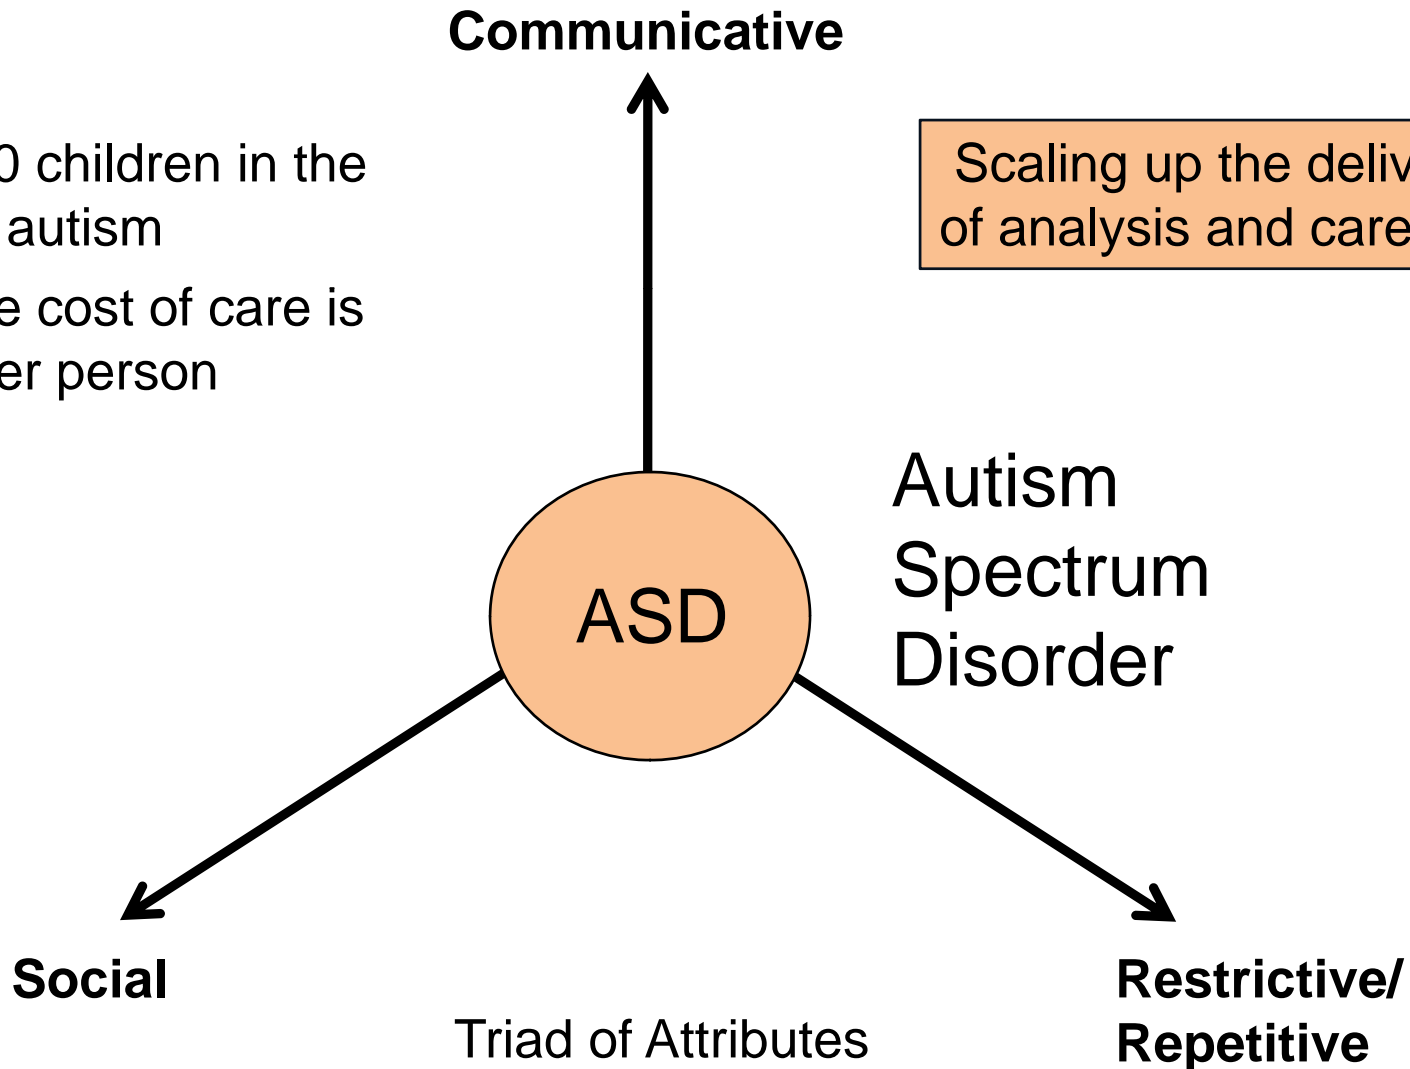 Communicative
0 children in the
autism
e cost of care is
er person
Scaling up the deliv
of analysis and care
ASD
Autism
Spectrum
Disorder
Social
Restrictive/
Repetitive
Triad of Attributes